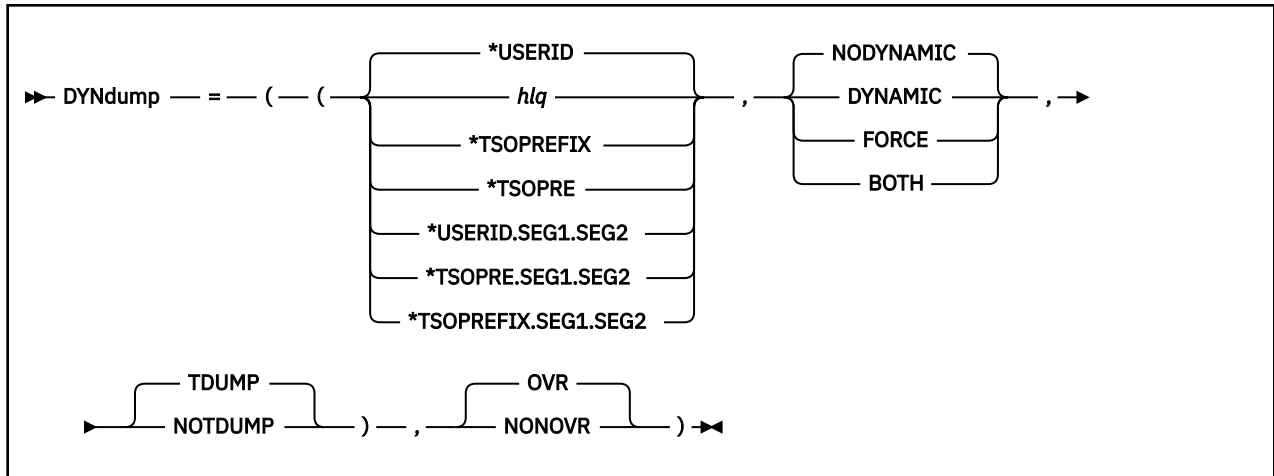 *USERID NODYNAMIC
DYNdump = ( ( hlq , DYNAMIC ,
*TSOPREFIX FORCE
*TSOPRE BOTH
*USERID.SEG1.SEG2
*TSOPRE.SEG1.SEG2
*TSOPREFIX.SEG1.SEG2
TDUMP OVR
NOTDUMP ) , NONOVR )